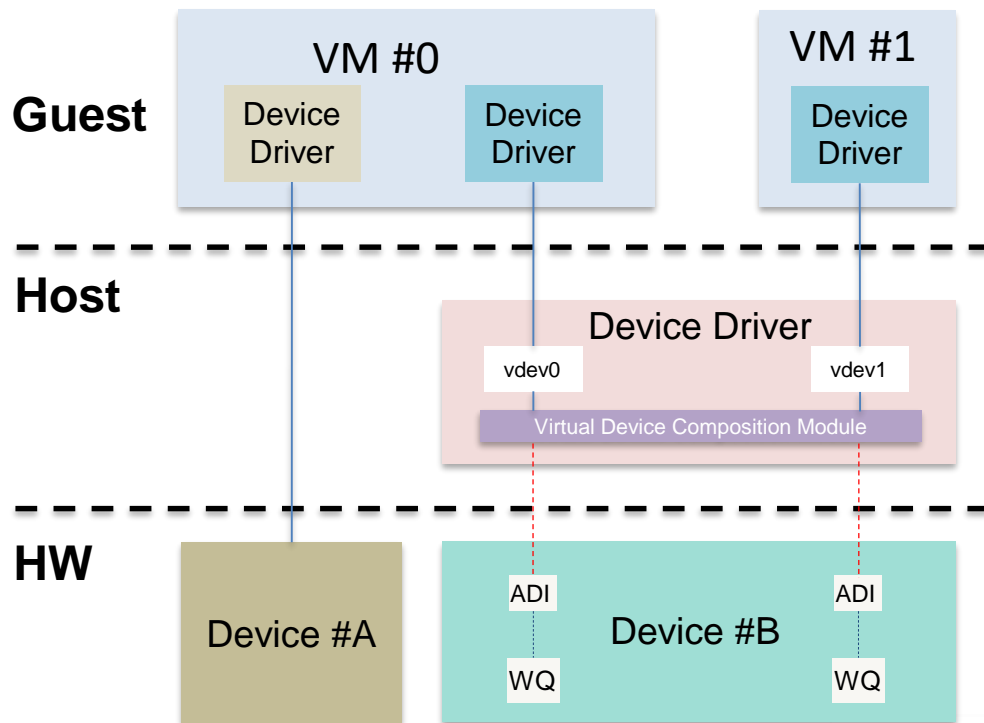 VM #0
VM #1
Guest
Device
Driver
Device
Driver
Device
Driver
Host
Device Driver
vdev0
vdev1
Virtual Device Composition Module
HW
Device #A
Device #B
ADI
ADI
WQ
WQ